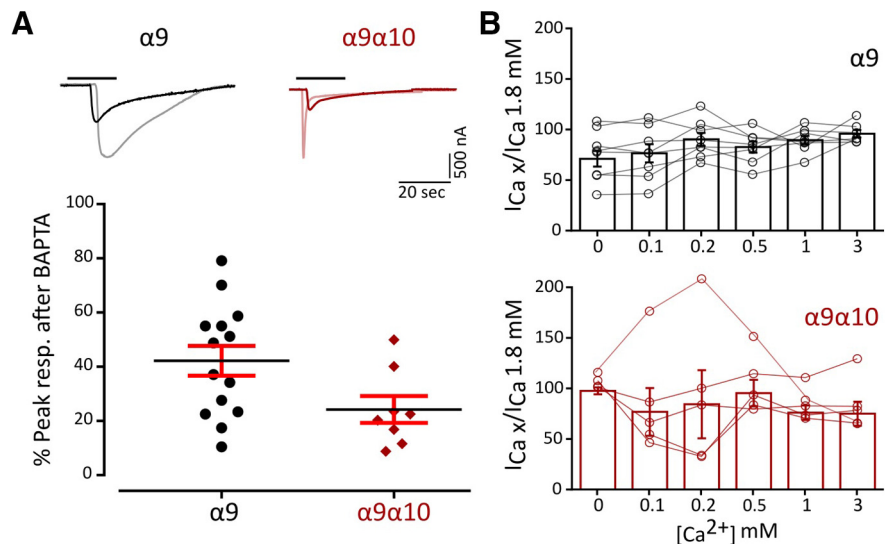 A
α9
α9α10
500 nA
20 sec
% Peak resp. after BAPTA
100
80
60
40
20
0
α9
α9α10
B
α9
ICa x/ICa 1.8 mM
200
150
100
50
0
0 0.1 0.2 0.5 1 3
α9α10
ICa x/ICa 1.8 mM
200
150
100
50
0
0 0.1 0.2 0.5 1 3
[Ca2+] mM